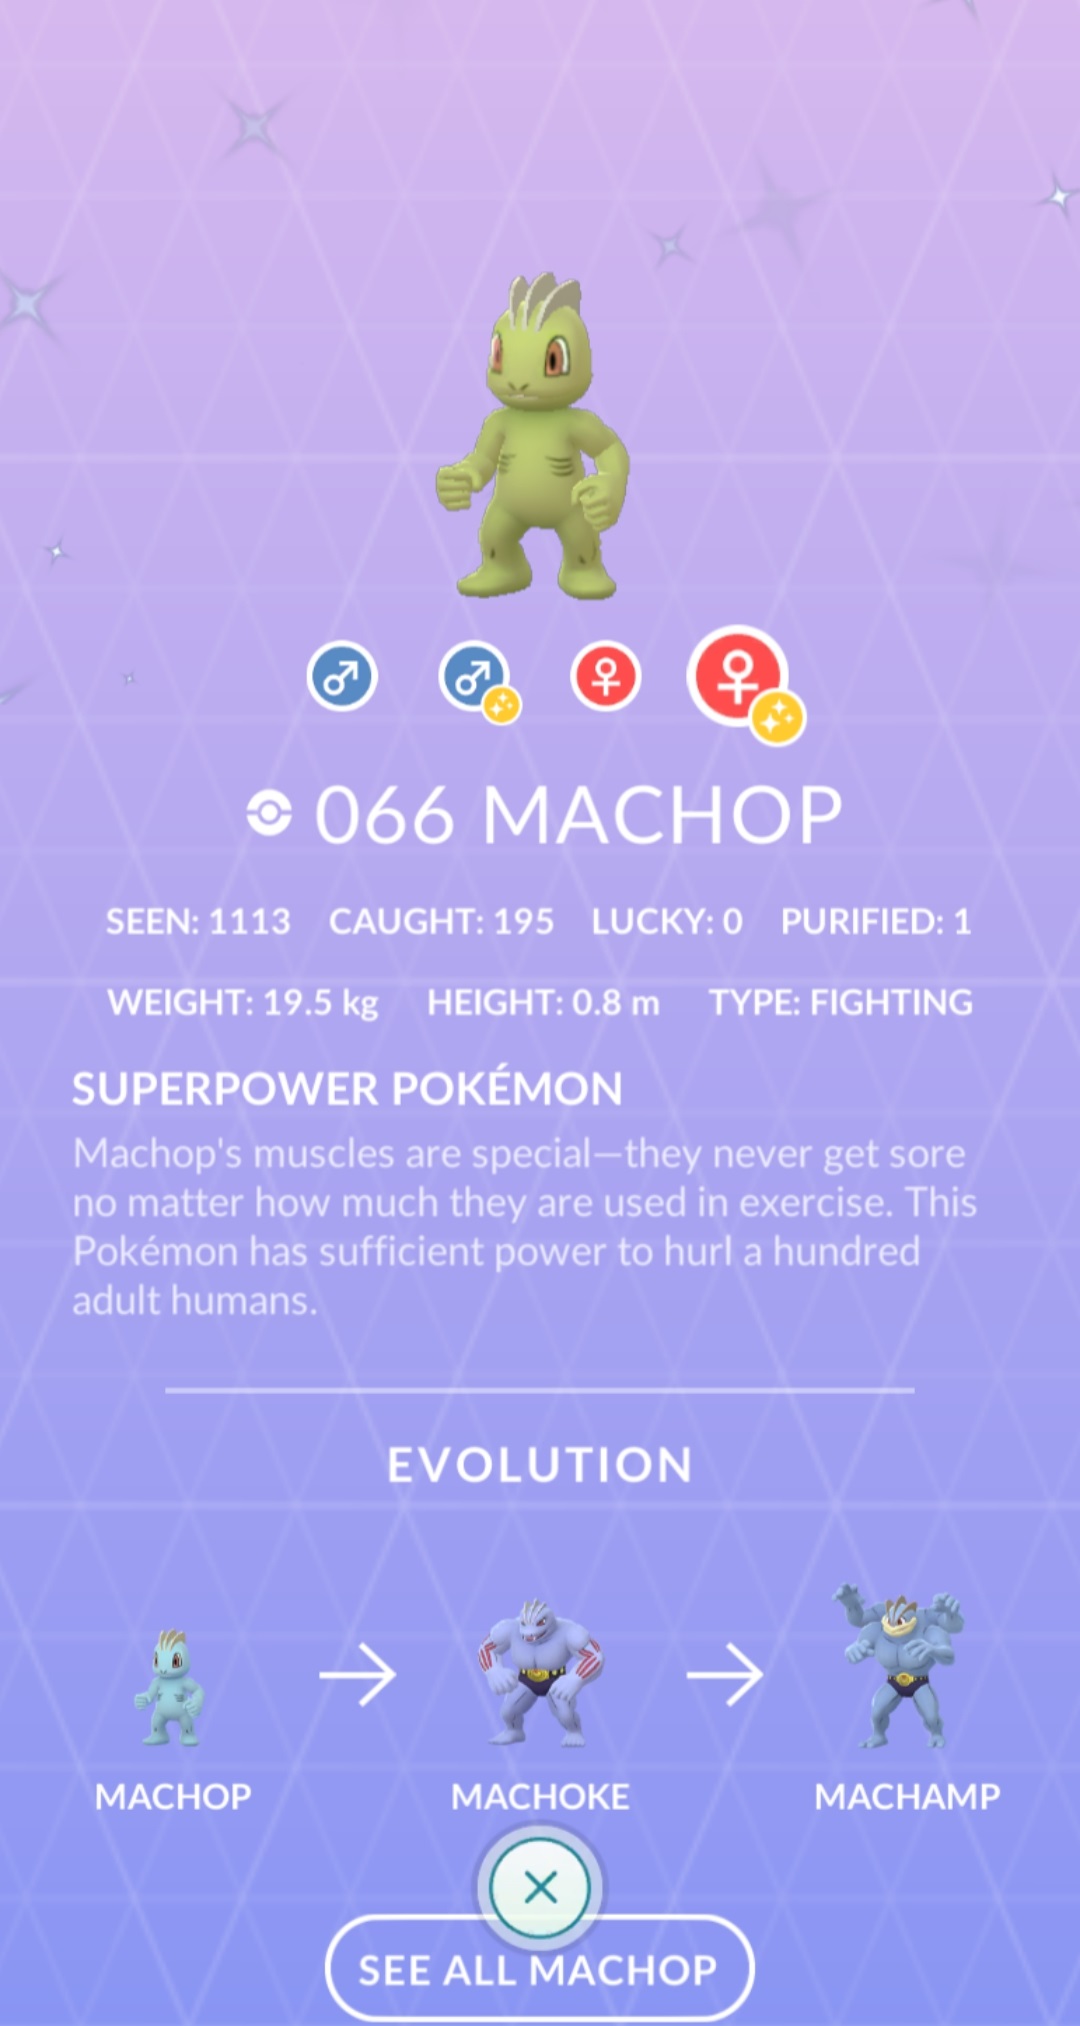 066 MACHOP
SEEN: 1113 CAUGHT: 195 LUCKY: 0 PURIFIED: 1
WEIGHT: 19.5 kg HEIGHT: 0.8 m TYPE: FIGHTING
SUPERPOWER POKÉMON
Machop's muscles are special—they never get sore
no matter how much they are used in exercise. This
Pokémon has sufficient power to hurl a hundred
adult humans.
EVOLUTION
MACHOP MACHOKE MACHAMP
SEE ALL MACHOP